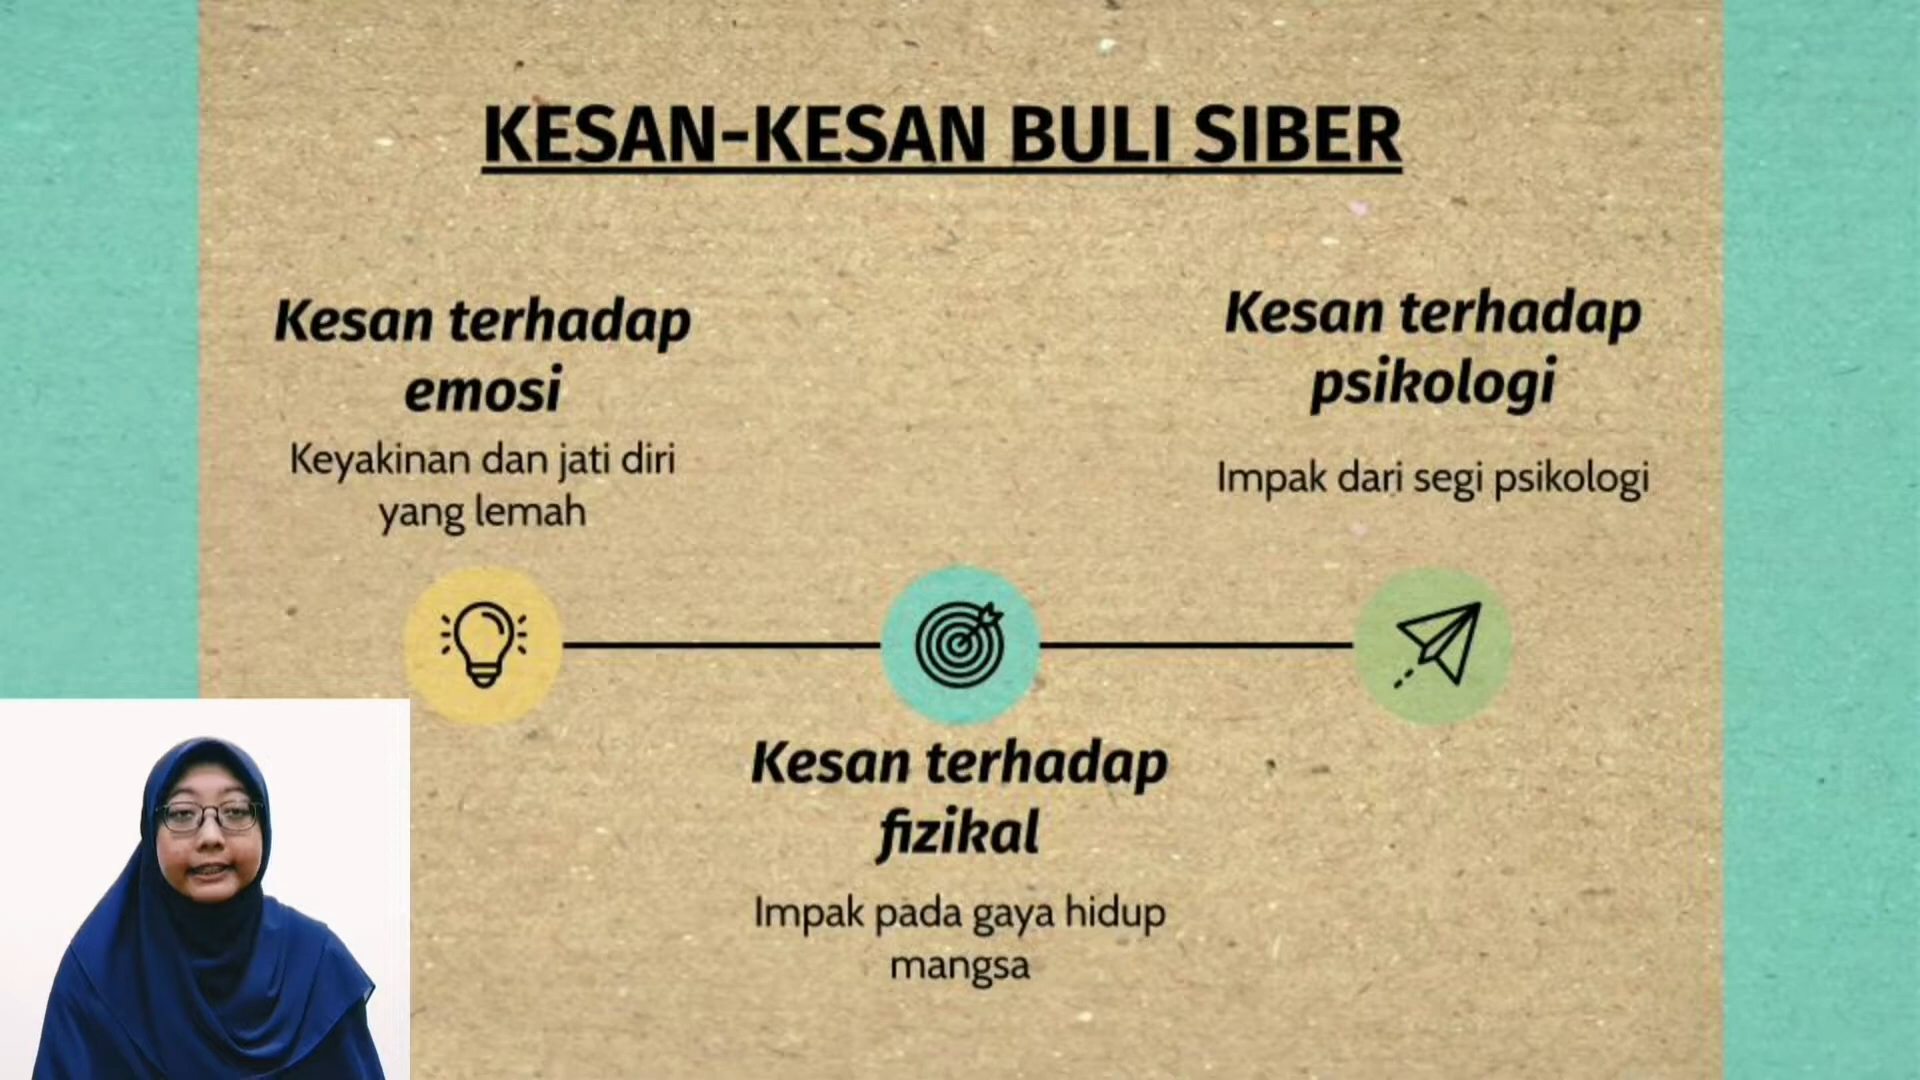 KESAN-KESAN BULI SIBER
Kesan terhadap
emosi
Keyakinan dan jati diri
yang lemah
Kesan terhadap
psikologi
Impak dari segi psikologi
Kesan terhadap
fizikal
Impak pada gaya hidup
mangsa